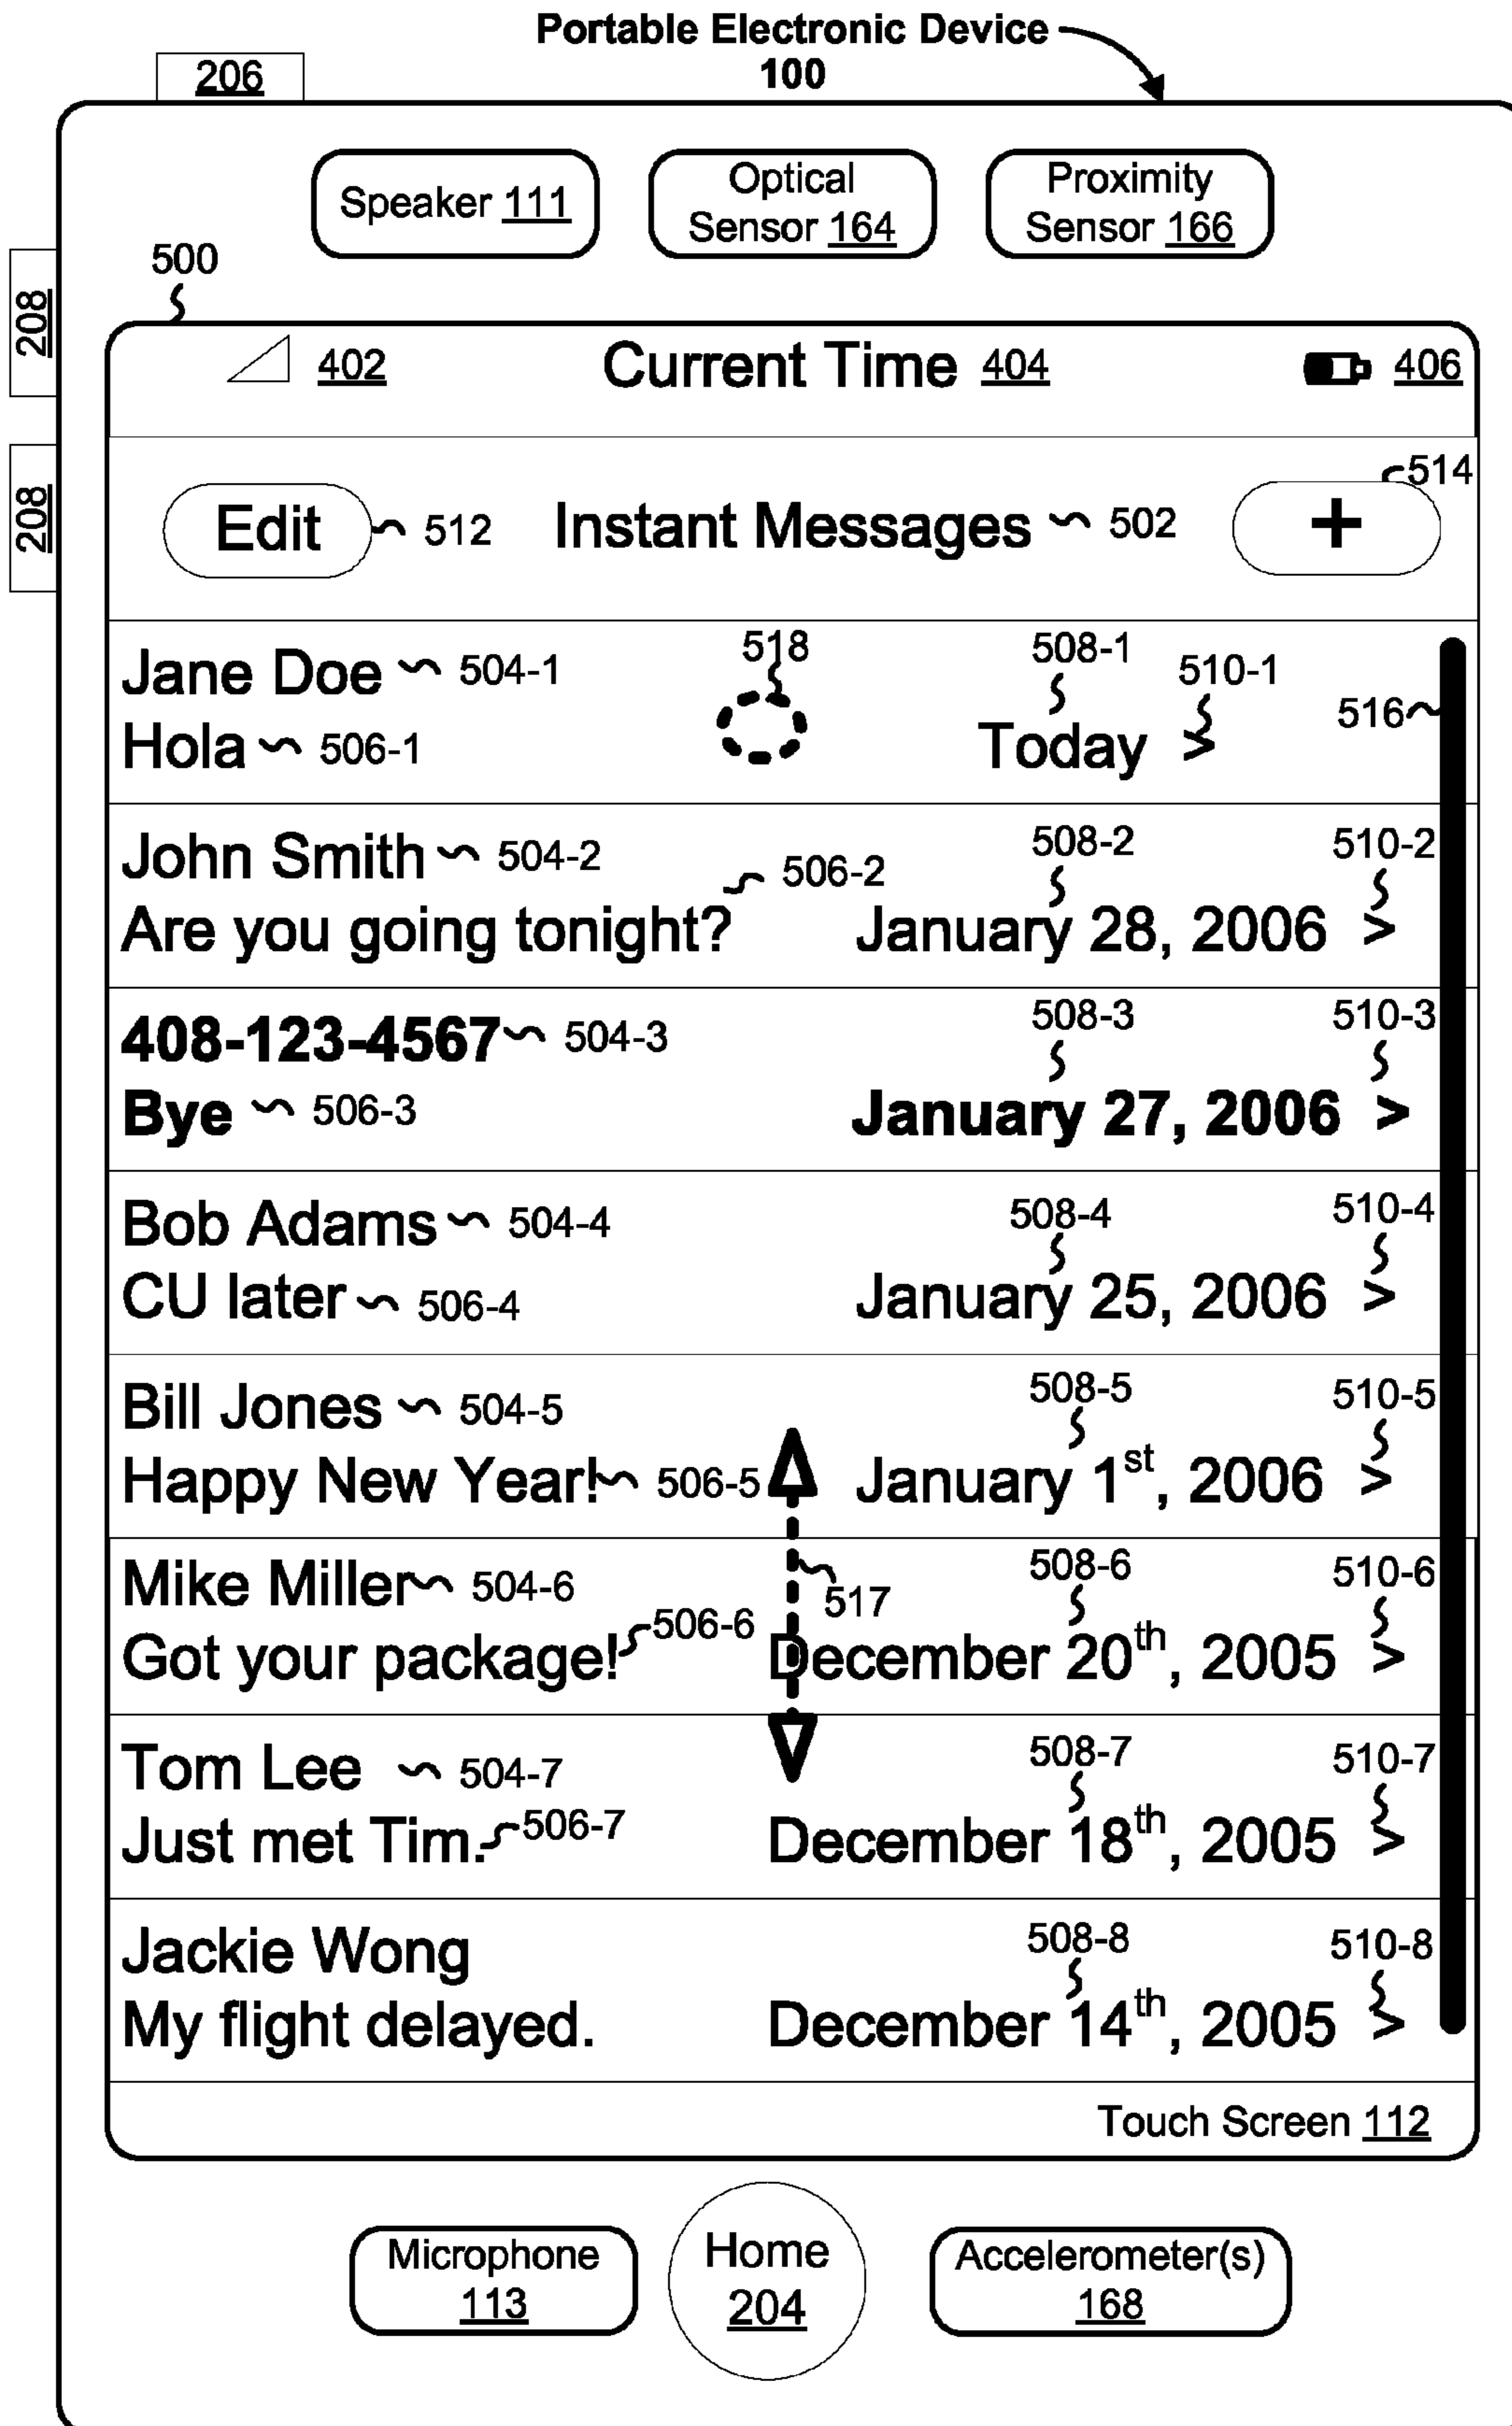 Portable Electronic Device
100
206
Speaker 111
Optical
Sensor 164
Proximity
Sensor 166
500
208
208
402 Current Time 404 406
514
Edit 512 Instant Messages 502 +
Jane Doe 504-1 518 508-1 510-1
516
Hola 506-1 Today >
John Smith 504-2 506-2 508-2 510-2
Are you going tonight? January 28, 2006 >
408-123-4567 504-3 508-3 510-3
Bye 506-3 January 27, 2006 >
Bob Adams 504-4 508-4 510-4
CU later 506-4 January 25, 2006 >
Bill Jones 504-5 508-5 510-5
Happy New Year! 506-5 January 1st, 2006 >
Mike Miller 504-6 517 508-6 510-6
Got your package! 506-6 December 20th, 2005 >
Tom Lee 504-7 508-7 510-7
Just met Tim. 506-7 December 18th, 2005 >
Jackie Wong 508-8 510-8
My flight delayed. December 14th, 2005 >
Touch Screen 112
Microphone
113
Home
204
Accelerometer(s)
168